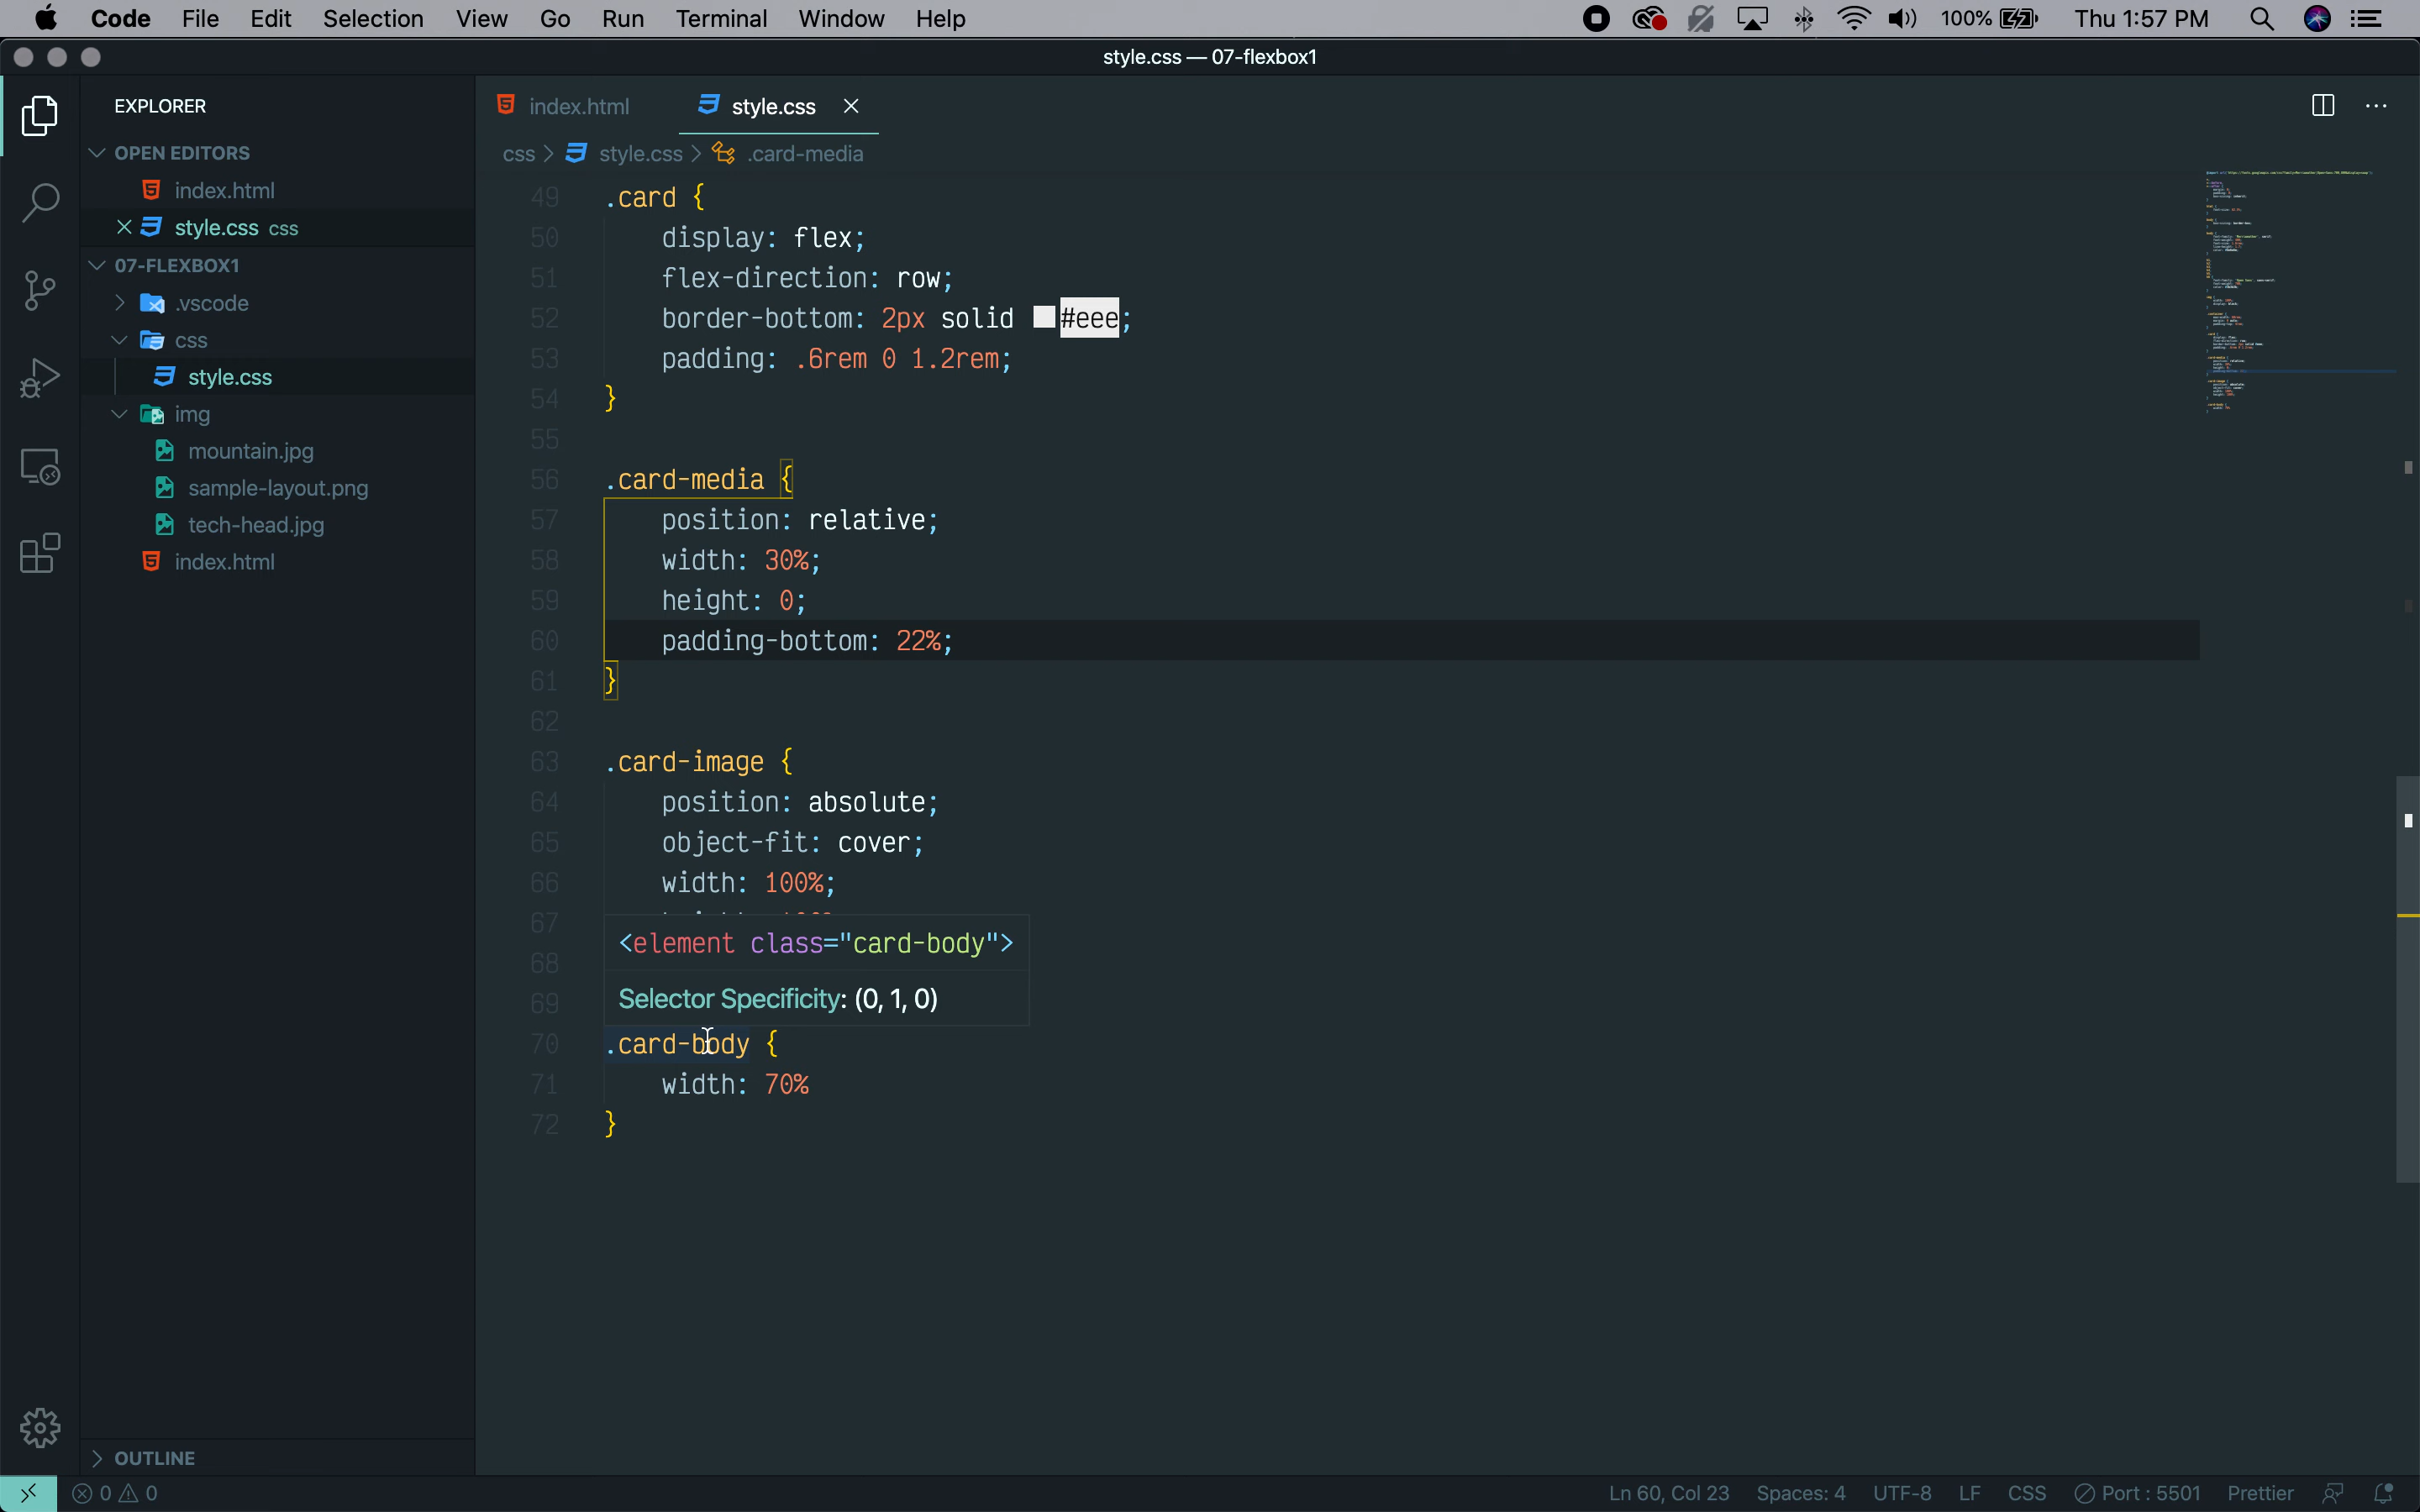 Code File Edit Selection View Go Run Terminal Window Help 100% Thu 1:57 PM
style.css — 07-flexbox1
EXPLORER
OPEN EDITORS
index.html
style.css css
07-FLEXBOX1
.vscode
css
style.css
img
mountain.jpg
sample-layout.png
tech-head.jpg
index.html
OUTLINE
index.html style.css
css > style.css > .card-media
49 .card {
50 display: flex;
51 flex-direction: row;
52 border-bottom: 2px solid #eee;
53 padding: .6rem 0 1.2rem;
54 }
55
56 .card-media {
57 position: relative;
58 width: 30%;
59 height: 0;
60 padding-bottom: 22%;
61 }
62
63 .card-image {
64 position: absolute;
65 object-fit: cover;
66 width: 100%;
67
<element class="card-body">
68
Selector Specificity: (0, 1, 0)
69
70 .card-body {
71 width: 70%
72 }
0 0 Ln 60, Col 23 Spaces: 4 UTF-8 LF CSS Port : 5501 Prettier